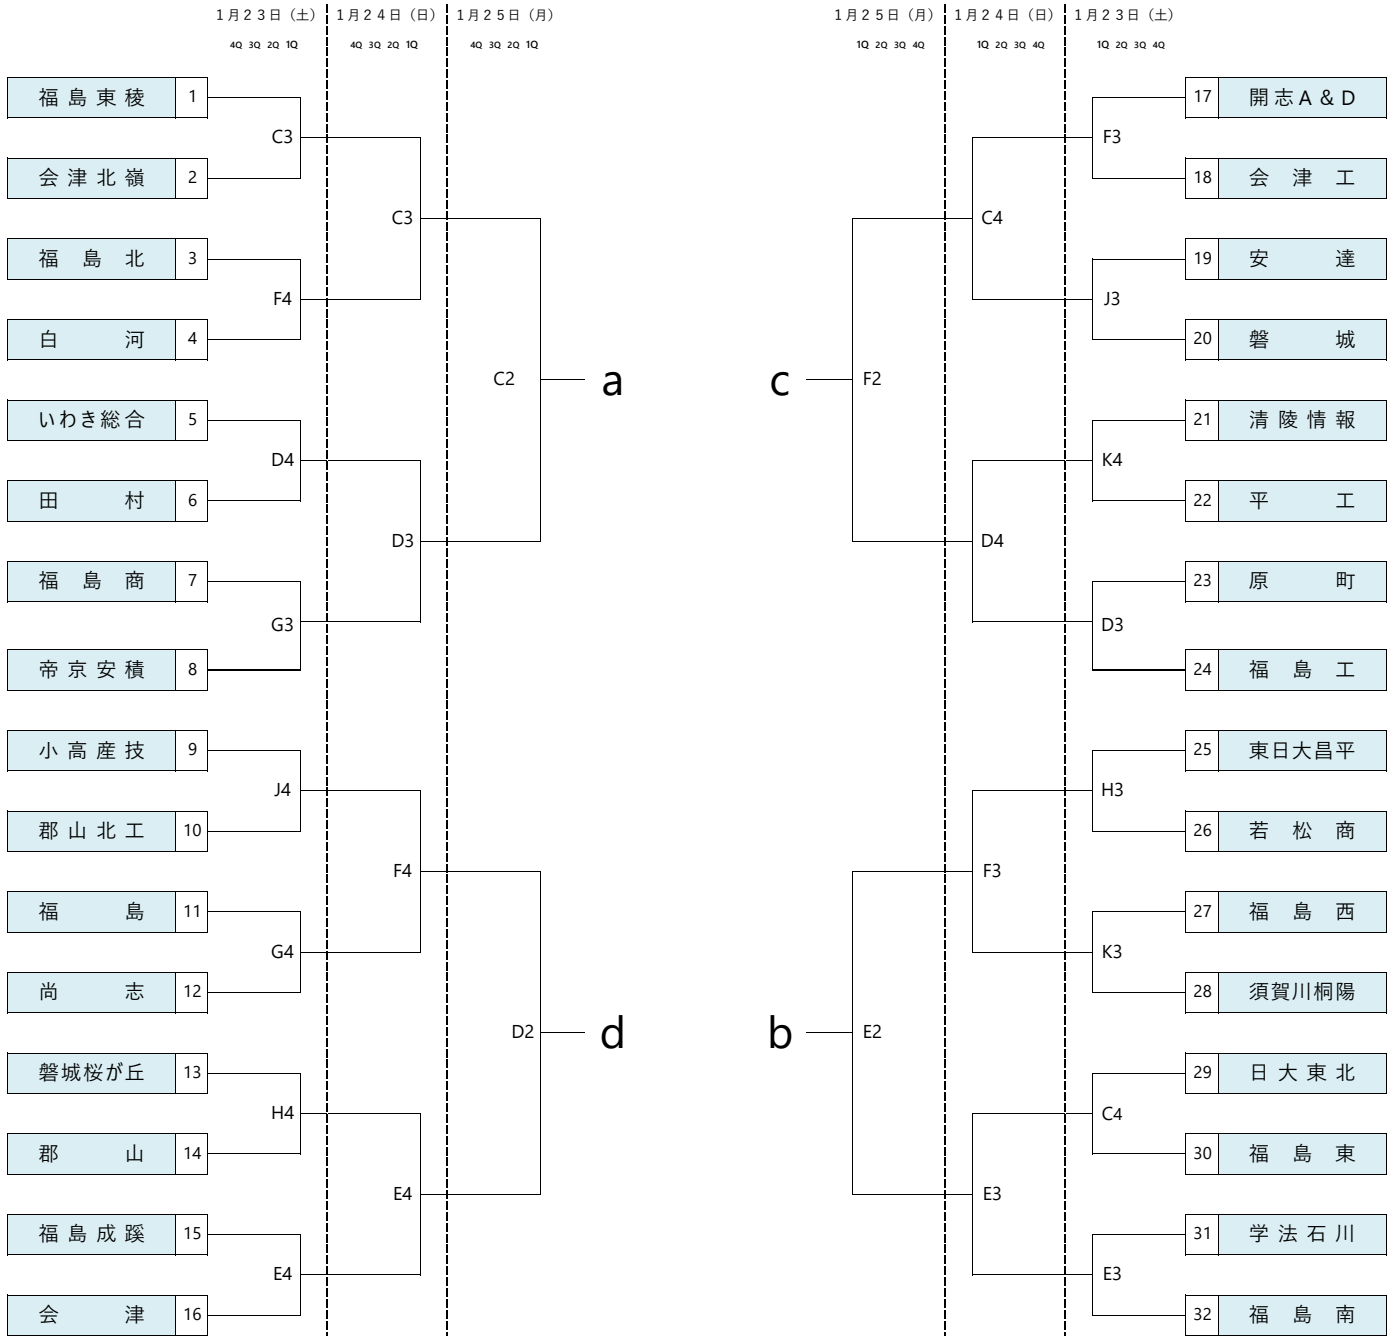 1月23日（土） 1月24日（日） 1月25日（月） 1月25日（月） 1月24日（日） 1月23日（土）
4Q 3Q 2Q 1Q 4Q 3Q 2Q 1Q 4Q 3Q 2Q 1Q 1Q 2Q 3Q 4Q 1Q 2Q 3Q 4Q 1Q 2Q 3Q 4Q
福島東稜 1 17 開志A＆D
C3 F3
会津北嶺 2 18 会津工
C3 C4
福島北 3 19 安達
F4 J3
白河 4 20 磐城
C2 a c F2
いわき総合 5 21 清陵情報
D4 K4
田村 6 22 平工
D3 D4
福島商 7 23 原町
G3 D3
帝京安積 8 24 福島工
小高産技 9 25 東日大昌平
J4 H3
郡山北工 10 26 若松商
F4 F3
福島 11 27 福島西
G4 K3
尚志 12 28 須賀川桐陽
D2 d b E2
磐城桜が丘 13 29 日大東北
H4 C4
郡山 14 30 福島東
E4 E3
福島成蹊 15 31 学法石川
E4 E3
会津 16 32 福島南